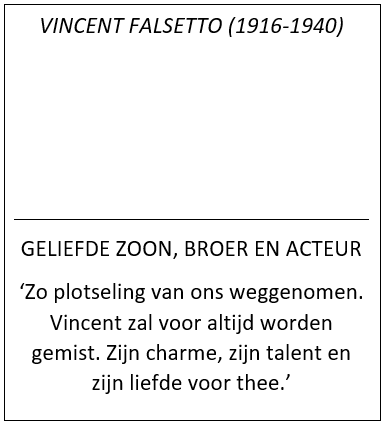 VINCENT FALSETTO (1916-1940)
GELIEFDE ZOON, BROER EN ACTEUR
‘Zo plotseling van ons weggenomen.
Vincent zal voor altijd worden
gemist. Zijn charme, zijn talent en
zijn liefde voor thee.’